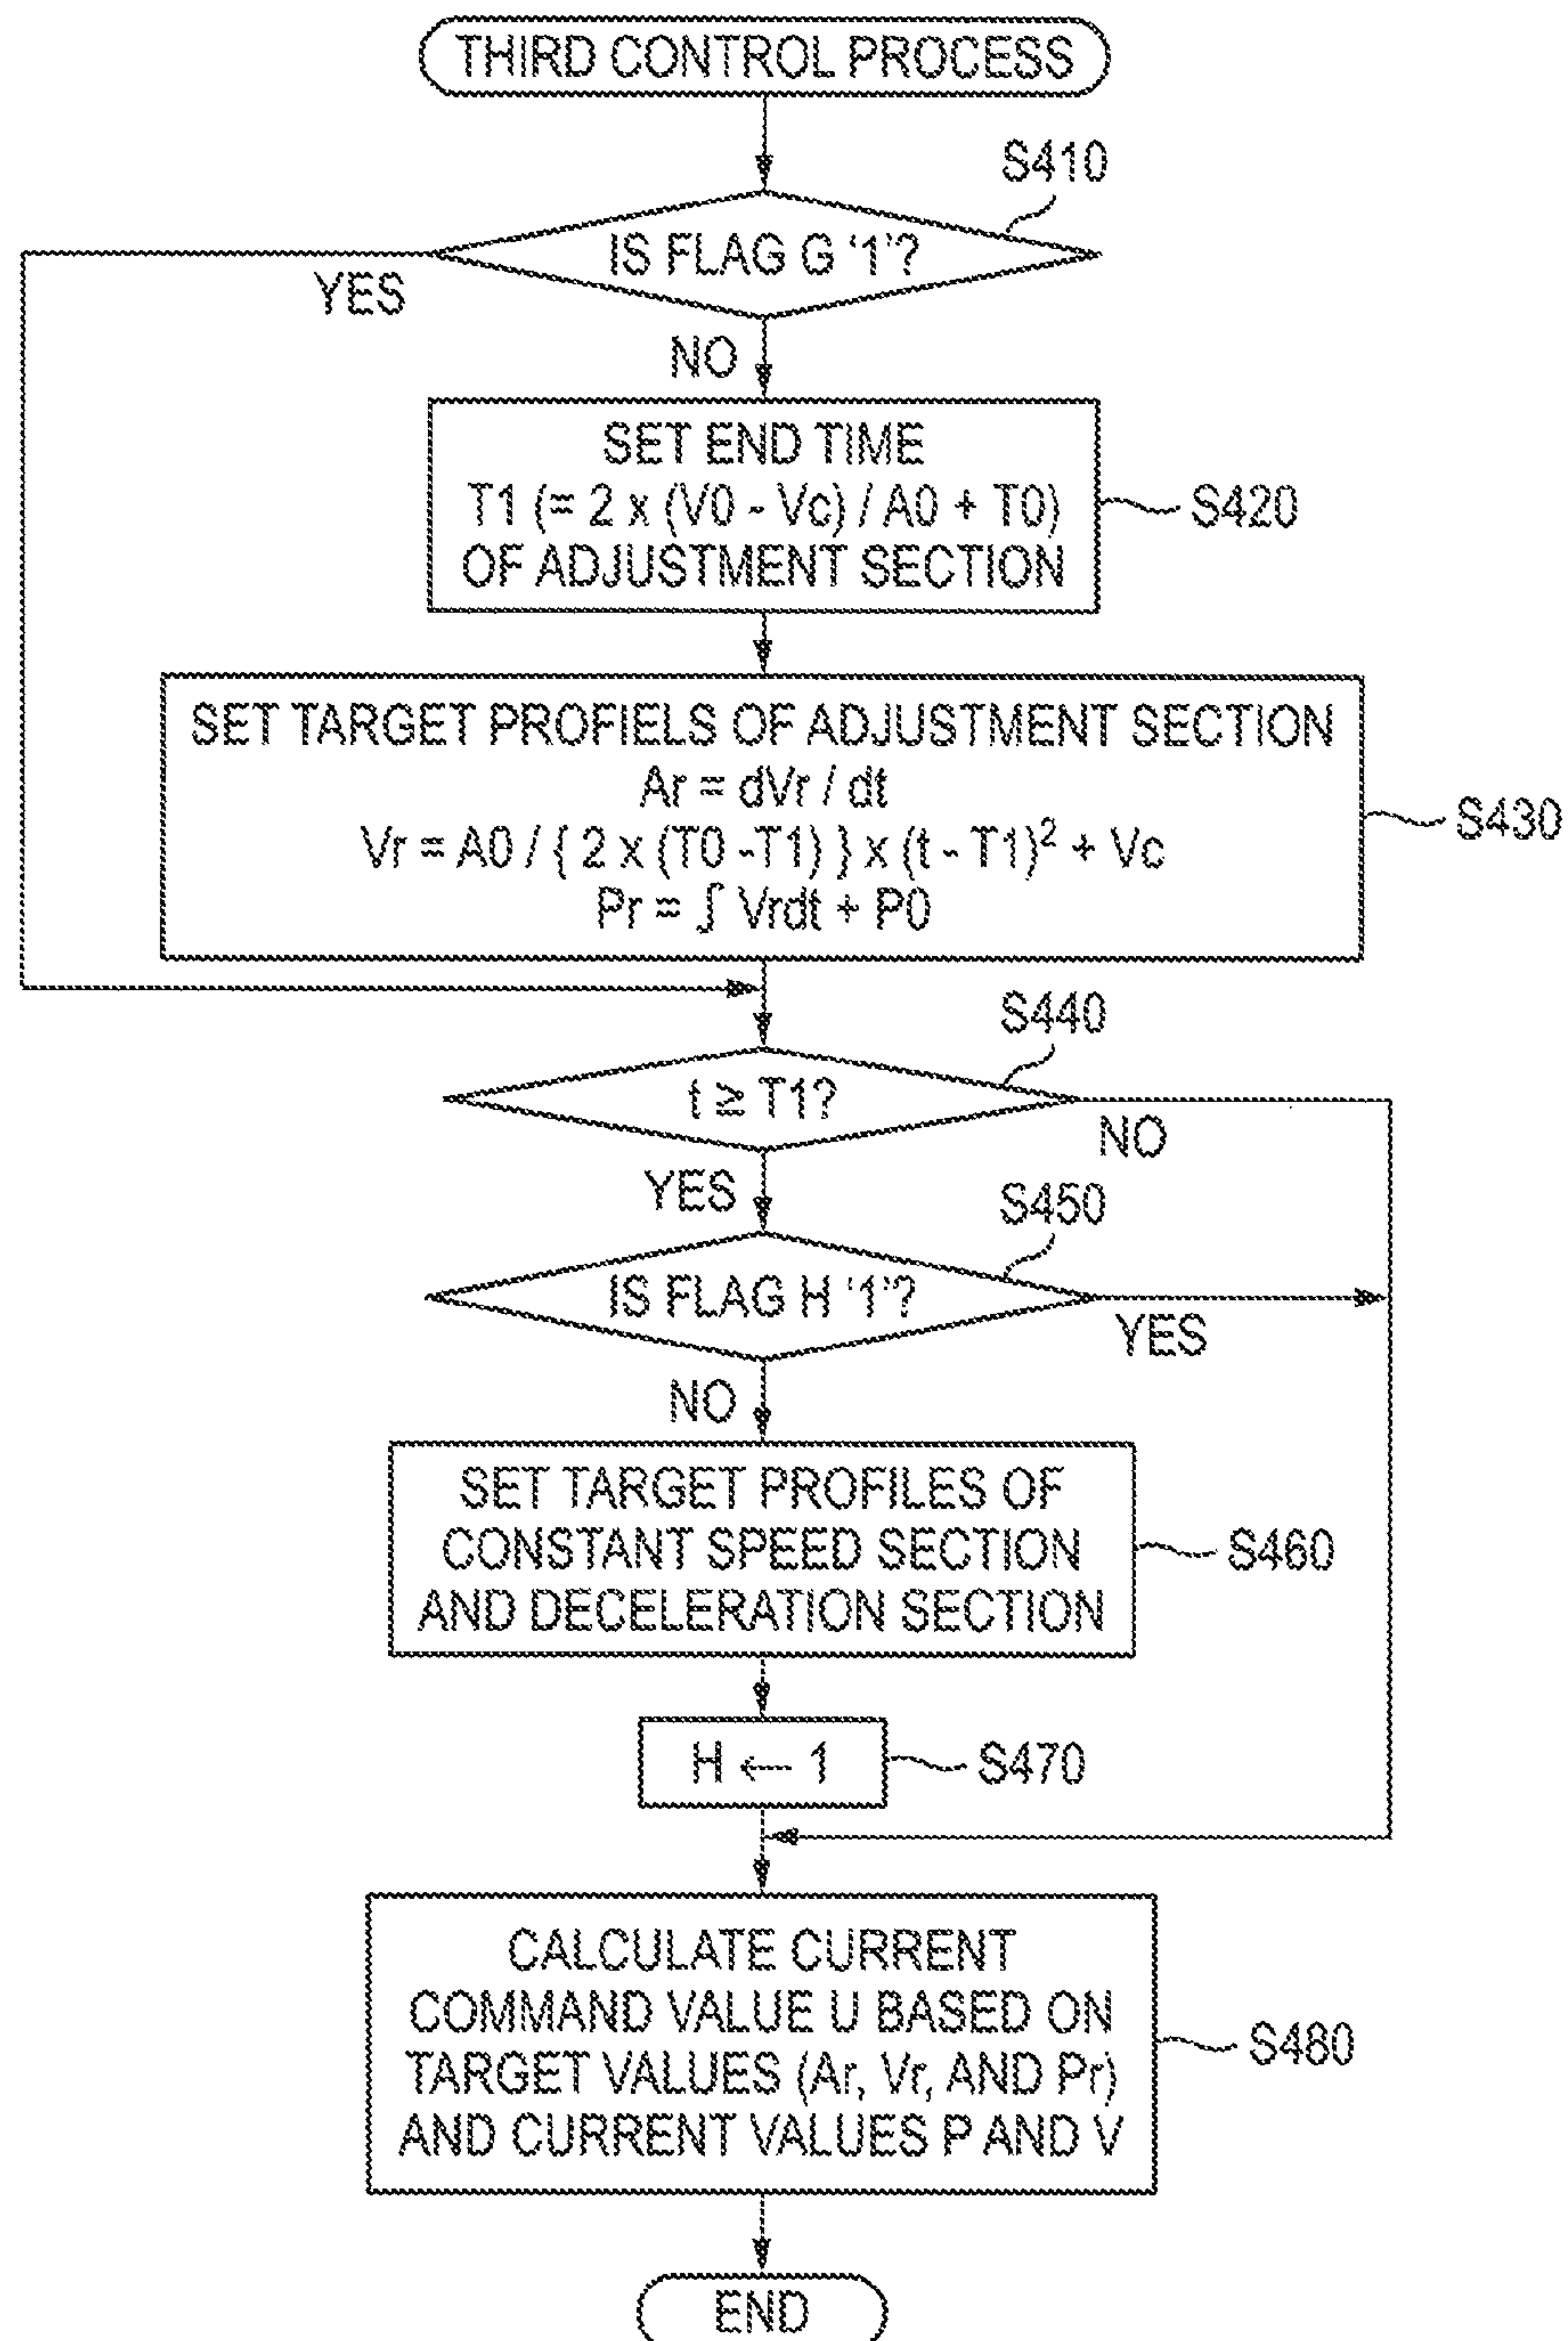 THIRD CONTROL PROCESS
S410
IS FLAG G ‘1’?
YES
NO
SET END TIME
T1 (= 2 x (V0 - Vc) / A0 + T0)
OF ADJUSTMENT SECTION
S420
SET TARGET PROFIELS OF ADJUSTMENT SECTION
Ar = dVr / dt
Vr = A0 / { 2 x (T0 -T1) } x (t - T1)²  + Vc
Pr = ∫ Vrdt + P0
S430
S440
t ≥ T1?
NO
YES
S450
IS FLAG H ‘1’?
YES
NO
SET TARGET PROFILES OF
CONSTANT SPEED SECTION
AND DECELERATION SECTION
S460
H ← 1
S470
CALCULATE CURRENT
COMMAND VALUE U BASED ON
TARGET VALUES (Ar, Vr, AND Pr)
AND CURRENT VALUES P AND V
S480
END